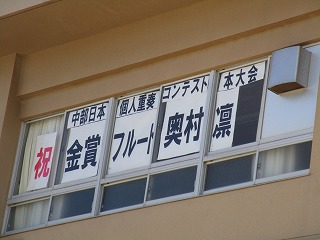 祝
中部日本 個人重奏 コンテスト 本大会
金賞 フルート 奥村 凛